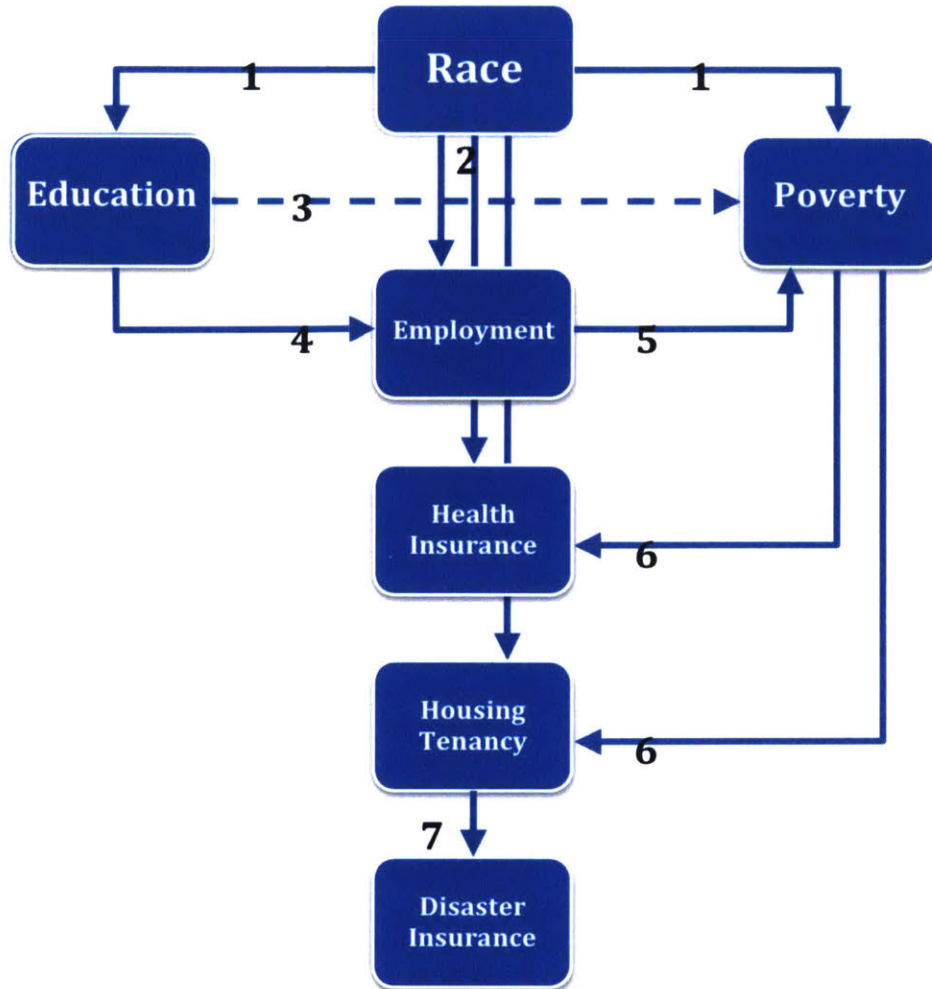 Race
1
1
2
Education
3
Poverty
Employment
4
5
Health
Insurance
6
Housing
Tenancy
6
7
Disaster
Insurance